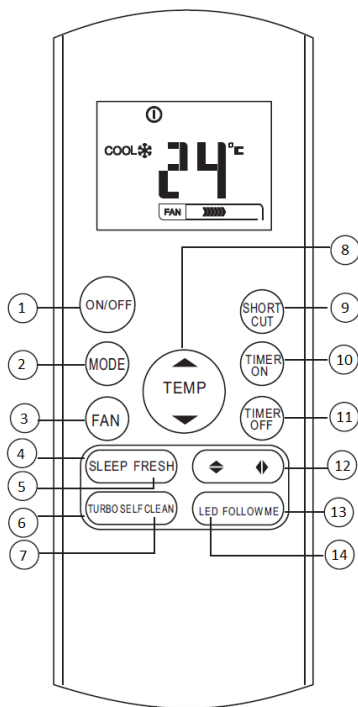 COOL 24°C
FAN
8
1 ON/OFF SHORT CUT 9
2 MODE TEMP TIMER ON 10
3 FAN TIMER OFF 11
4 SLEEP FRESH 12
5
6 TURBO SELF CLEAN LED FOLLOW ME 13
7 14